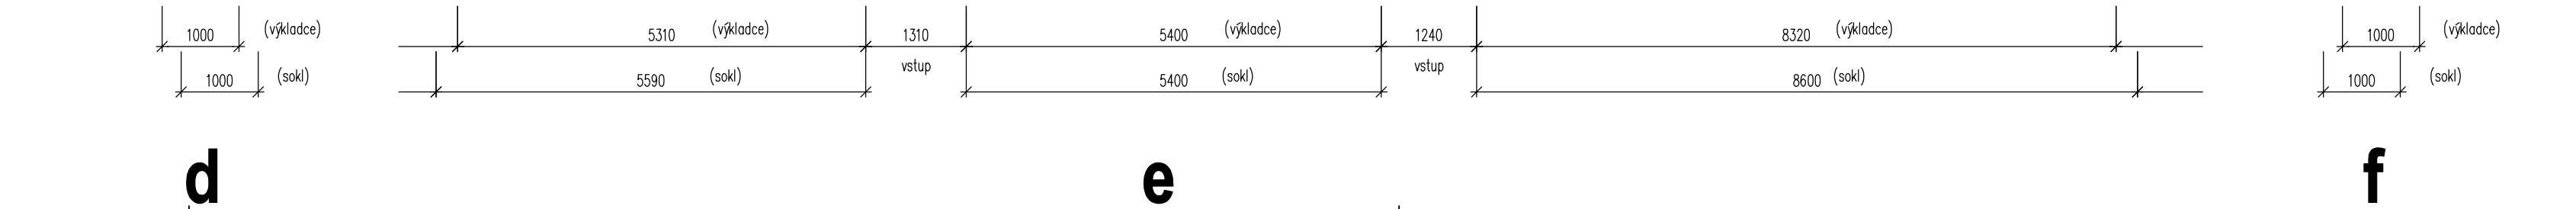 1000 (výkladce) 5310 (výkladce) 1310 5400 (výkladce) 1240 8320 (výkladce) 1000 (výkladce)
vstup vstup
1000 (sokl) 5590 (sokl) 5400 (sokl) 8600 (sokl) 1000 (sokl)
d e f